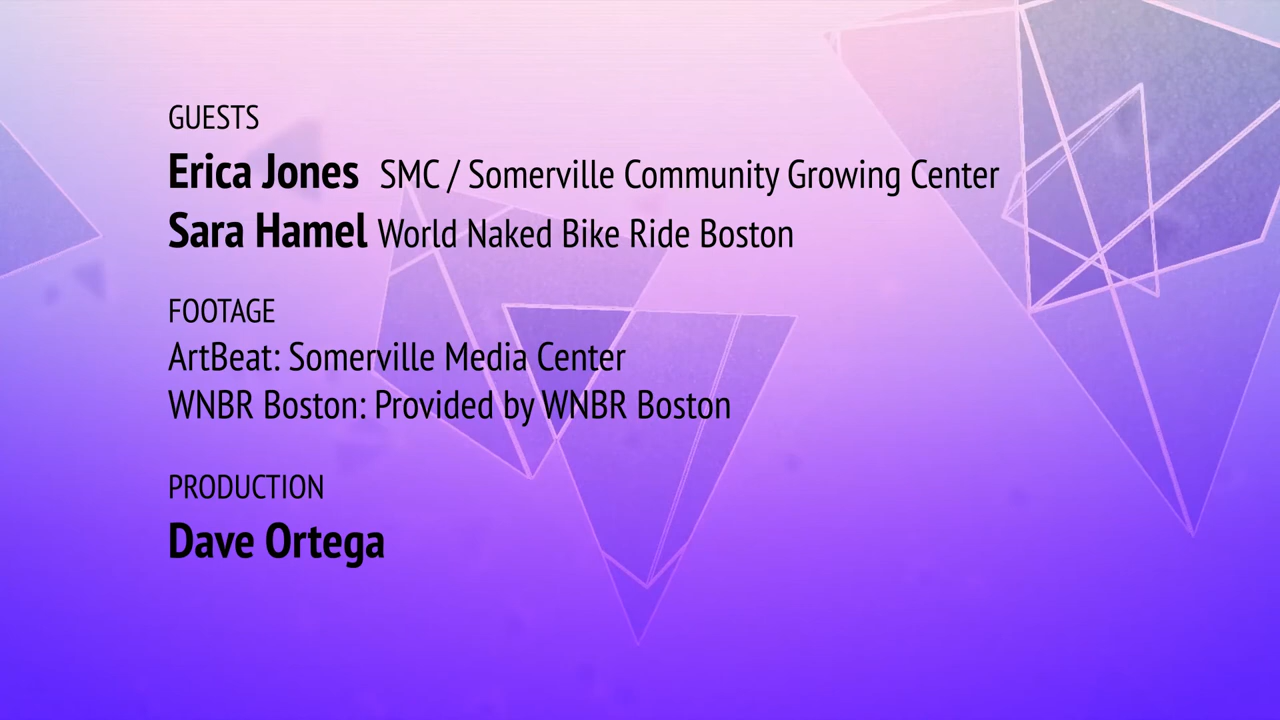 GUESTS
Erica Jones SMC / Somerville Community Growing Center
Sara Hamel World Naked Bike Ride Boston
FOOTAGE
ArtBeat: Somerville Media Center
WNBR Boston: Provided by WNBR Boston
PRODUCTION
Dave Ortega